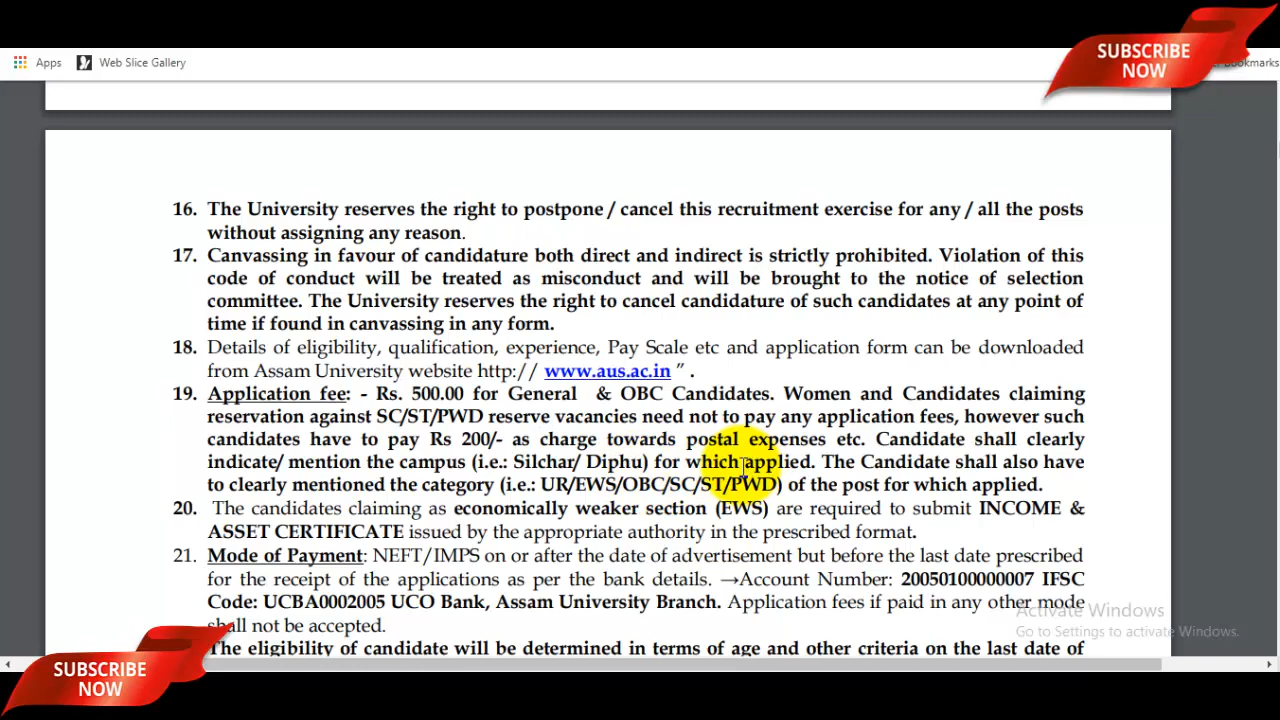 SUBSCRIBE
NOW
Apps Web Slice Gallery
Bookmarks
16. The University reserves the right to postpone / cancel this recruitment exercise for any / all the posts
without assigning any reason.
17. Canvassing in favour of candidature both direct and indirect is strictly prohibited. Violation of this
code of conduct will be treated as misconduct and will be brought to the notice of selection
committee. The University reserves the right to cancel candidature of such candidates at any point of
time if found in canvassing in any form.
18. Details of eligibility, qualification, experience, Pay Scale etc and application form can be downloaded
from Assam University website http:// www.aus.ac.in ” .
19. Application fee: - Rs. 500.00 for General & OBC Candidates. Women and Candidates claiming
reservation against SC/ST/PWD reserve vacancies need not to pay any application fees, however such
candidates have to pay Rs 200/- as charge towards postal expenses etc. Candidate shall clearly
indicate/ mention the campus (i.e.: Silchar/ Diphu) for which applied. The Candidate shall also have
to clearly mentioned the category (i.e.: UR/EWS/OBC/SC/ST/PWD) of the post for which applied.
20. The candidates claiming as economically weaker section (EWS) are required to submit INCOME &
ASSET CERTIFICATE issued by the appropriate authority in the prescribed format.
21. Mode of Payment: NEFT/IMPS on or after the date of advertisement but before the last date prescribed
for the receipt of the applications as per the bank details. →Account Number: 20050100000007 IFSC
Code: UCBA0002005 UCO Bank, Assam University Branch. Application fees if paid in any other mode
shall not be accepted.
The eligibility of candidate will be determined in terms of age and other criteria on the last date of
Activate Windows
Go to Settings to activate Windows.
SUBSCRIBE
NOW